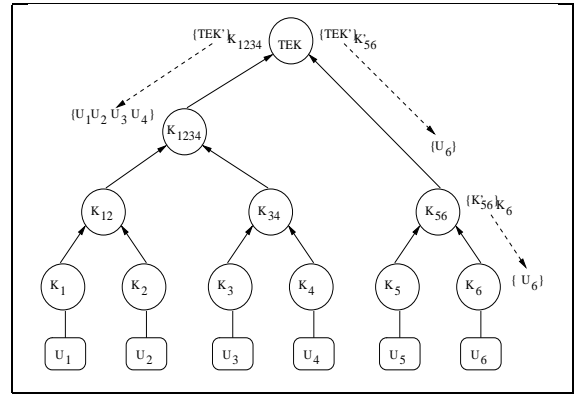 {TEK'}K1234 TEK {TEK'}K'56
{U1U2 U3 U4}
K1234
{U6}
K12 K34 K56 {K'56}K6
{ U6}
K1 K2 K3 K4 K5 K6
U1 U2 U3 U4 U5 U6